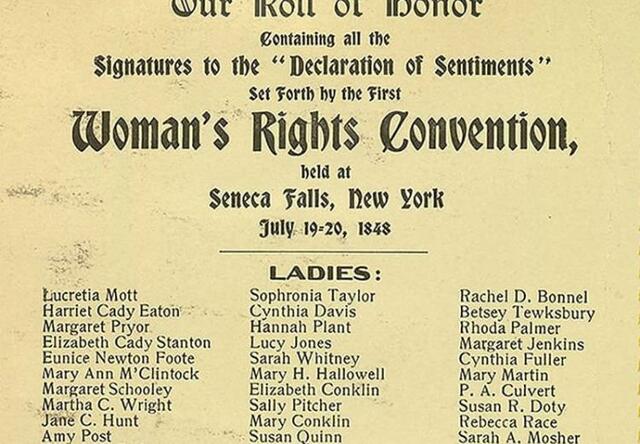 Our Roll of Honor
Containing all the
Signatures to the "Declaration of Sentiments"
Set Forth by the First
Woman's Rights Convention,
held at
Seneca Falls, New York
July 19-20, 1848
LADIES:
Lucretia Mott
Harriet Cady Eaton
Margaret Pryor
Elizabeth Cady Stanton
Eunice Newton Foote
Mary Ann M'Clintock
Margaret Schooley
Martha C. Wright
Jane C. Hunt
Amy Post
Sophronia Taylor
Cynthia Davis
Hannah Plant
Lucy Jones
Sarah Whitney
Mary H. Hallowell
Elizabeth Conklin
Sally Pitcher
Mary Conklin
Susan Quinn
Rachel D. Bonnel
Betsey Tewksbury
Rhoda Palmer
Margaret Jenkins
Cynthia Fuller
Mary Martin
P. A. Culvert
Susan R. Doty
Rebecca Race
Sarah A. Mosher